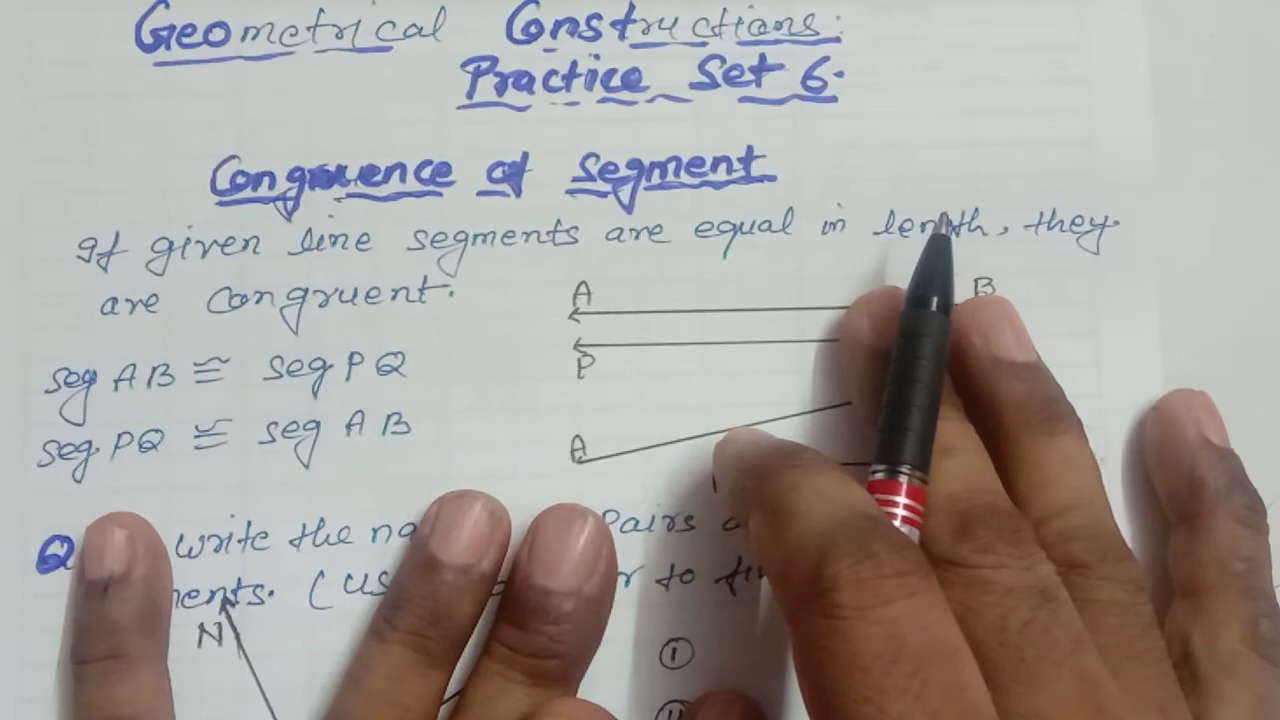 Geometrical Constructions:
Practice Set 6.
Congruence of Segment
If given line segments are equal in length, they
are congruent.
A B
seg AB ≅ seg PQ
P
seg PQ ≅ seg AB
A
Q write the Pairs
to
N
①